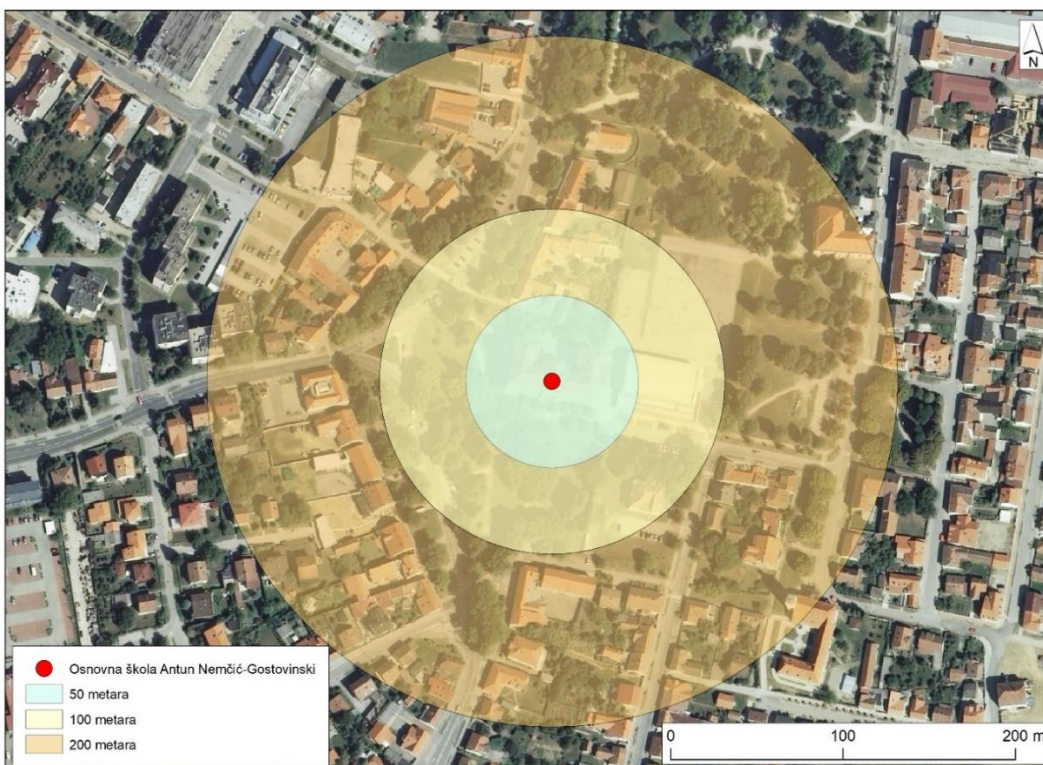 N
Osnovna škola Antun Nemčić-Gostovinski
50 metara
100 metara
200 metara
0 100 200 m